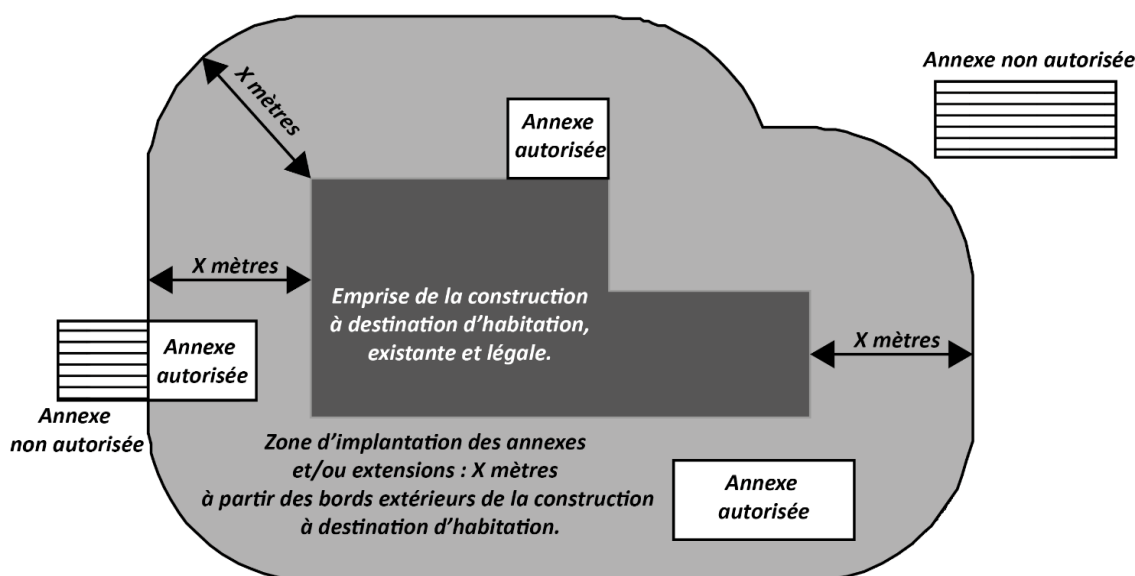 Annexe non autorisée
X mètres
Annexe
autorisée
X mètres
Emprise de la construction
à destination d’habitation,
existante et légale.
X mètres
Annexe
autorisée
Annexe
non autorisée
Zone d’implantation des annexes
et/ou extensions : X mètres
à partir des bords extérieurs de la construction
à destination d’habitation.
Annexe
autorisée